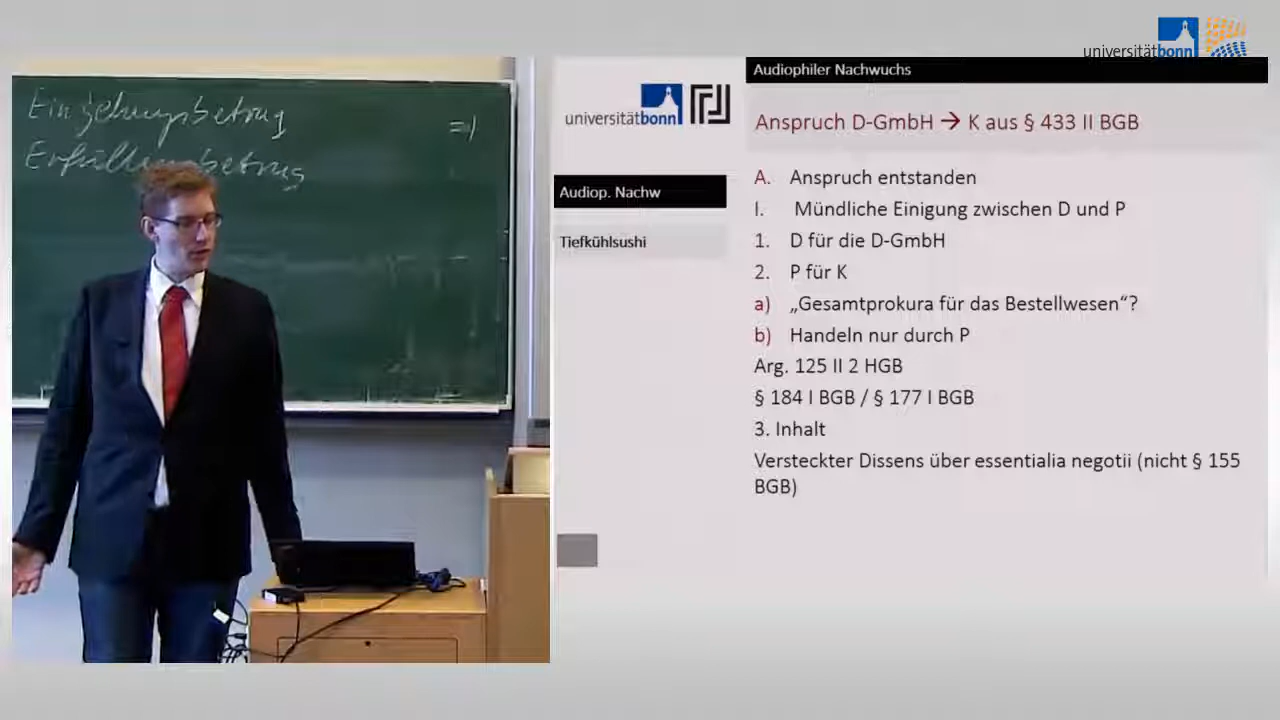 universitätbonn
Audiophiler Nachwuchs
universitätbonn
Anspruch D-GmbH → K aus § 433 II BGB
Audiop. Nachw
Tiefkühlsushi
A. Anspruch entstanden
I. Mündliche Einigung zwischen D und P
1. D für die D-GmbH
2. P für K
a) „Gesamtprokura für das Bestellwesen“?
b) Handeln nur durch P
Arg. 125 II 2 HGB
§ 184 I BGB / § 177 I BGB
3. Inhalt
Versteckter Dissens über essentialia negotii (nicht § 155
BGB)
Eingehungsbetrug
=)
Erfüllungsbetrug